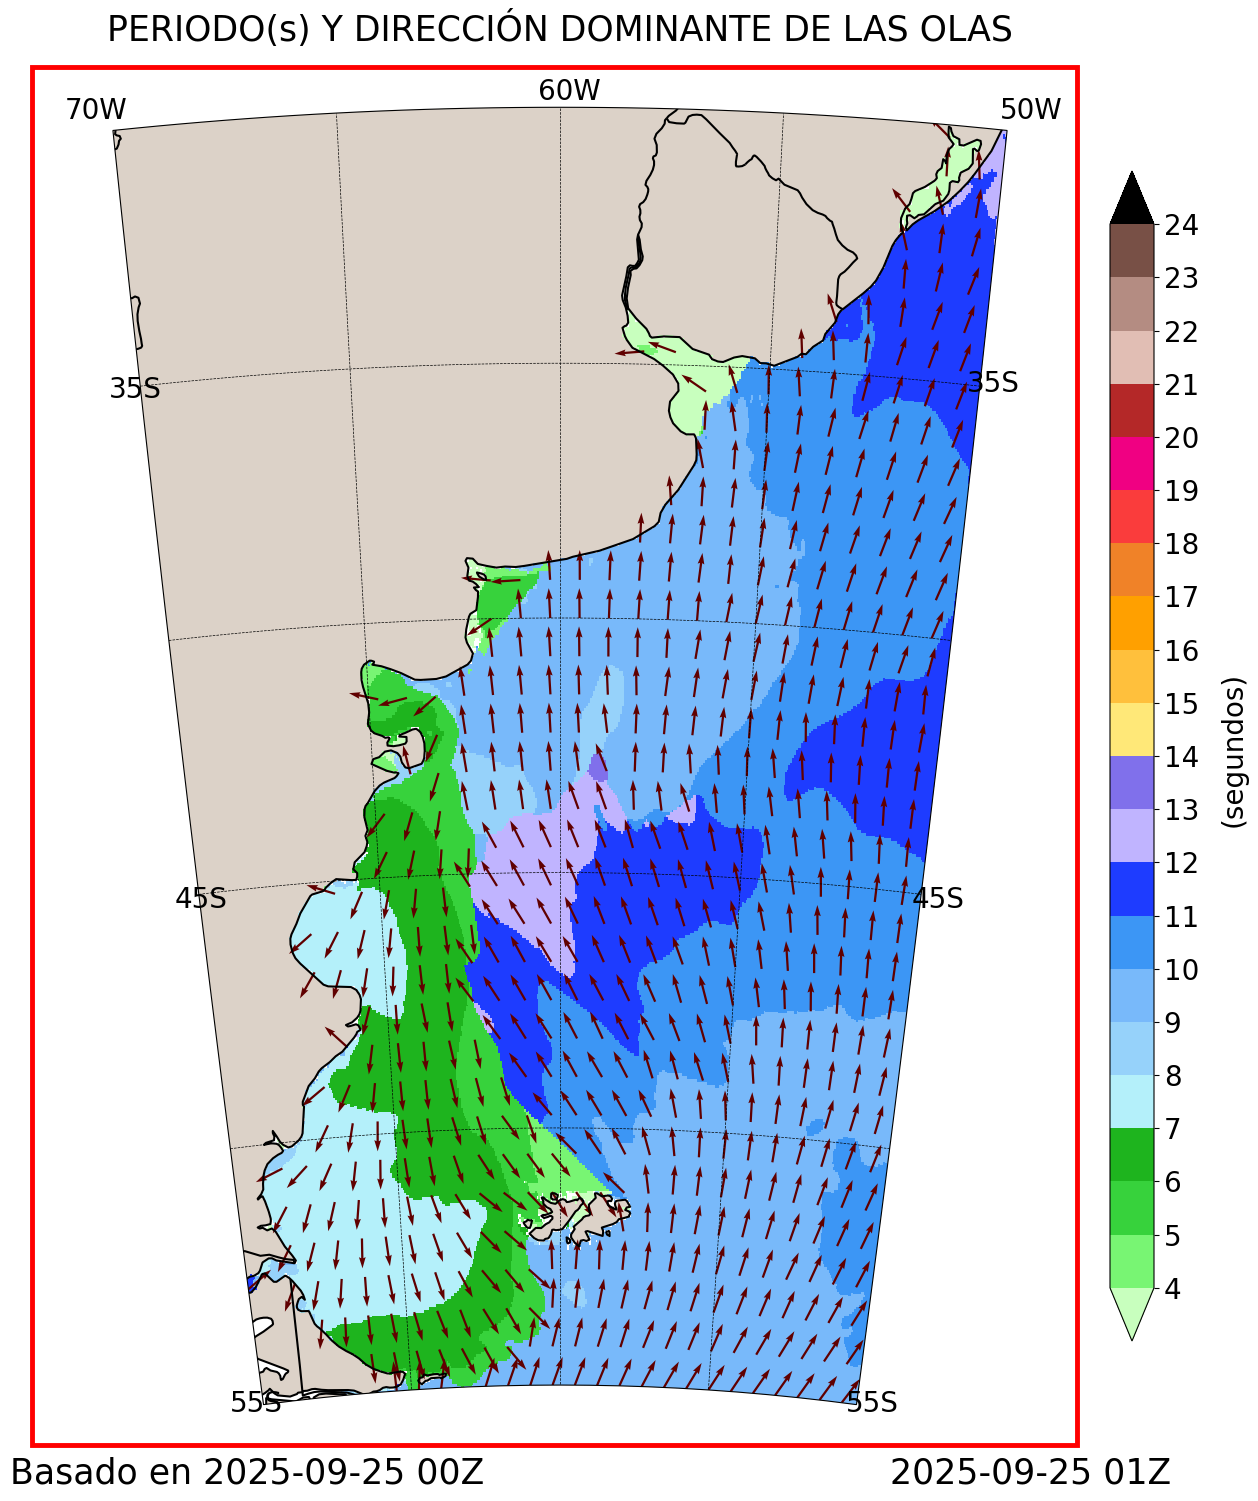 PERIODO(s) Y DIRECCIÓN DOMINANTE DE LAS OLAS
70W
60W
50W
35S
35S
45S
45S
55S
55S
24
23
22
21
20
19
18
17
16
15
14
13
12
11
10
9
8
7
6
5
4
(segundos)
Basado en 2025-09-25 00Z
2025-09-25 01Z